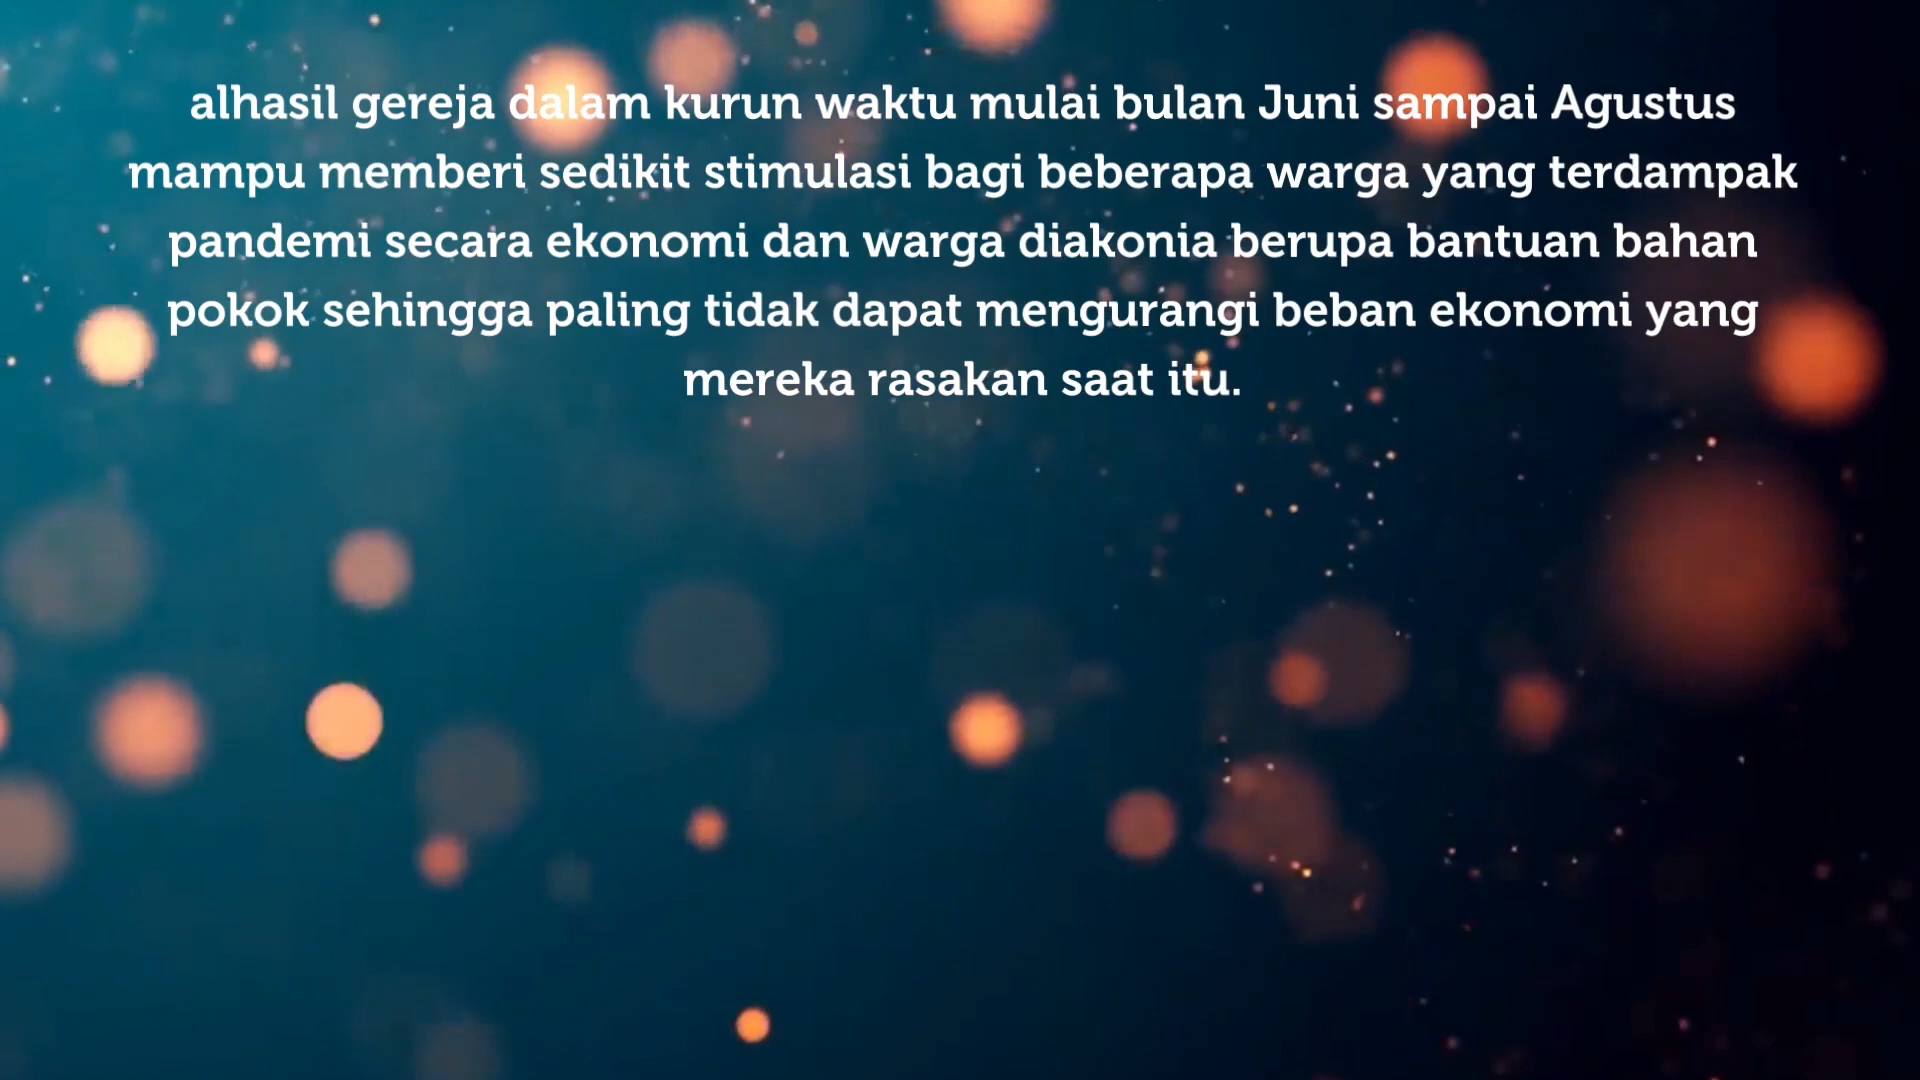 alhasil gereja dalam kurun waktu mulai bulan Juni sampai Agustus
mampu memberi sedikit stimulasi bagi beberapa warga yang terdampak
pandemi secara ekonomi dan warga diakonia berupa bantuan bahan
pokok sehingga paling tidak dapat mengurangi beban ekonomi yang
mereka rasakan saat itu.